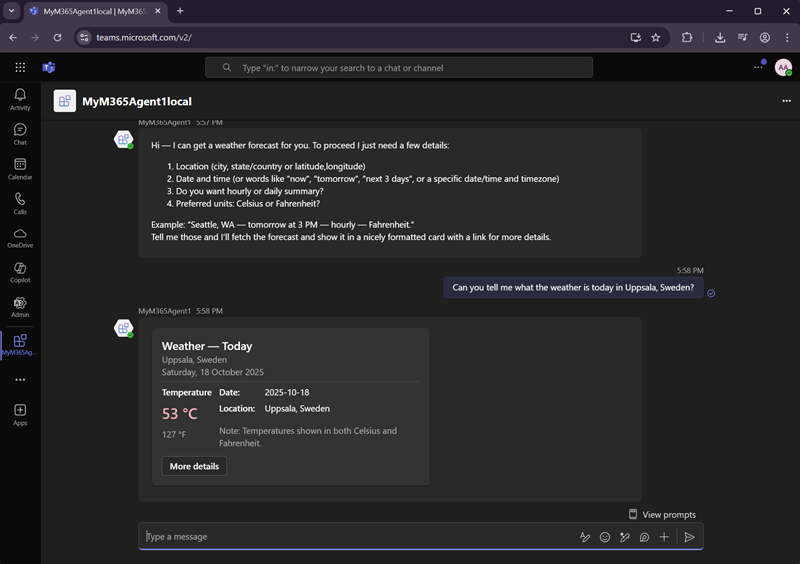 MyM365Agent1local | MyM365
teams.microsoft.com/v2/
Type "in:" to narrow your search to a chat or channel
AA
Activity
Chat
Calendar
Calls
OneDrive
Copilot
Admin
MyM365Ag...
Apps
MyM365Agent1local
MyM365Agent1 5:57 PM
Hi — I can get a weather forecast for you. To proceed I just need a few details:
1. Location (city, state/country or latitude,longitude)
2. Date and time (or words like “now”, “tomorrow”, “next 3 days”, or a specific date/time and timezone)
3. Do you want hourly or daily summary?
4. Preferred units: Celsius or Fahrenheit?
Example: “Seattle, WA — tomorrow at 3 PM — hourly — Fahrenheit.”
Tell me those and I’ll fetch the forecast and show it in a nicely formatted card with a link for more details.
5:58 PM
Can you tell me what the weather is today in Uppsala, Sweden?
MyM365Agent1 5:58 PM
Weather — Today
Uppsala, Sweden
Saturday, 18 October 2025
Temperature Date: 2025-10-18
53 °C Location: Uppsala, Sweden
127 °F Note: Temperatures shown in both Celsius and
Fahrenheit.
More details
View prompts
Type a message